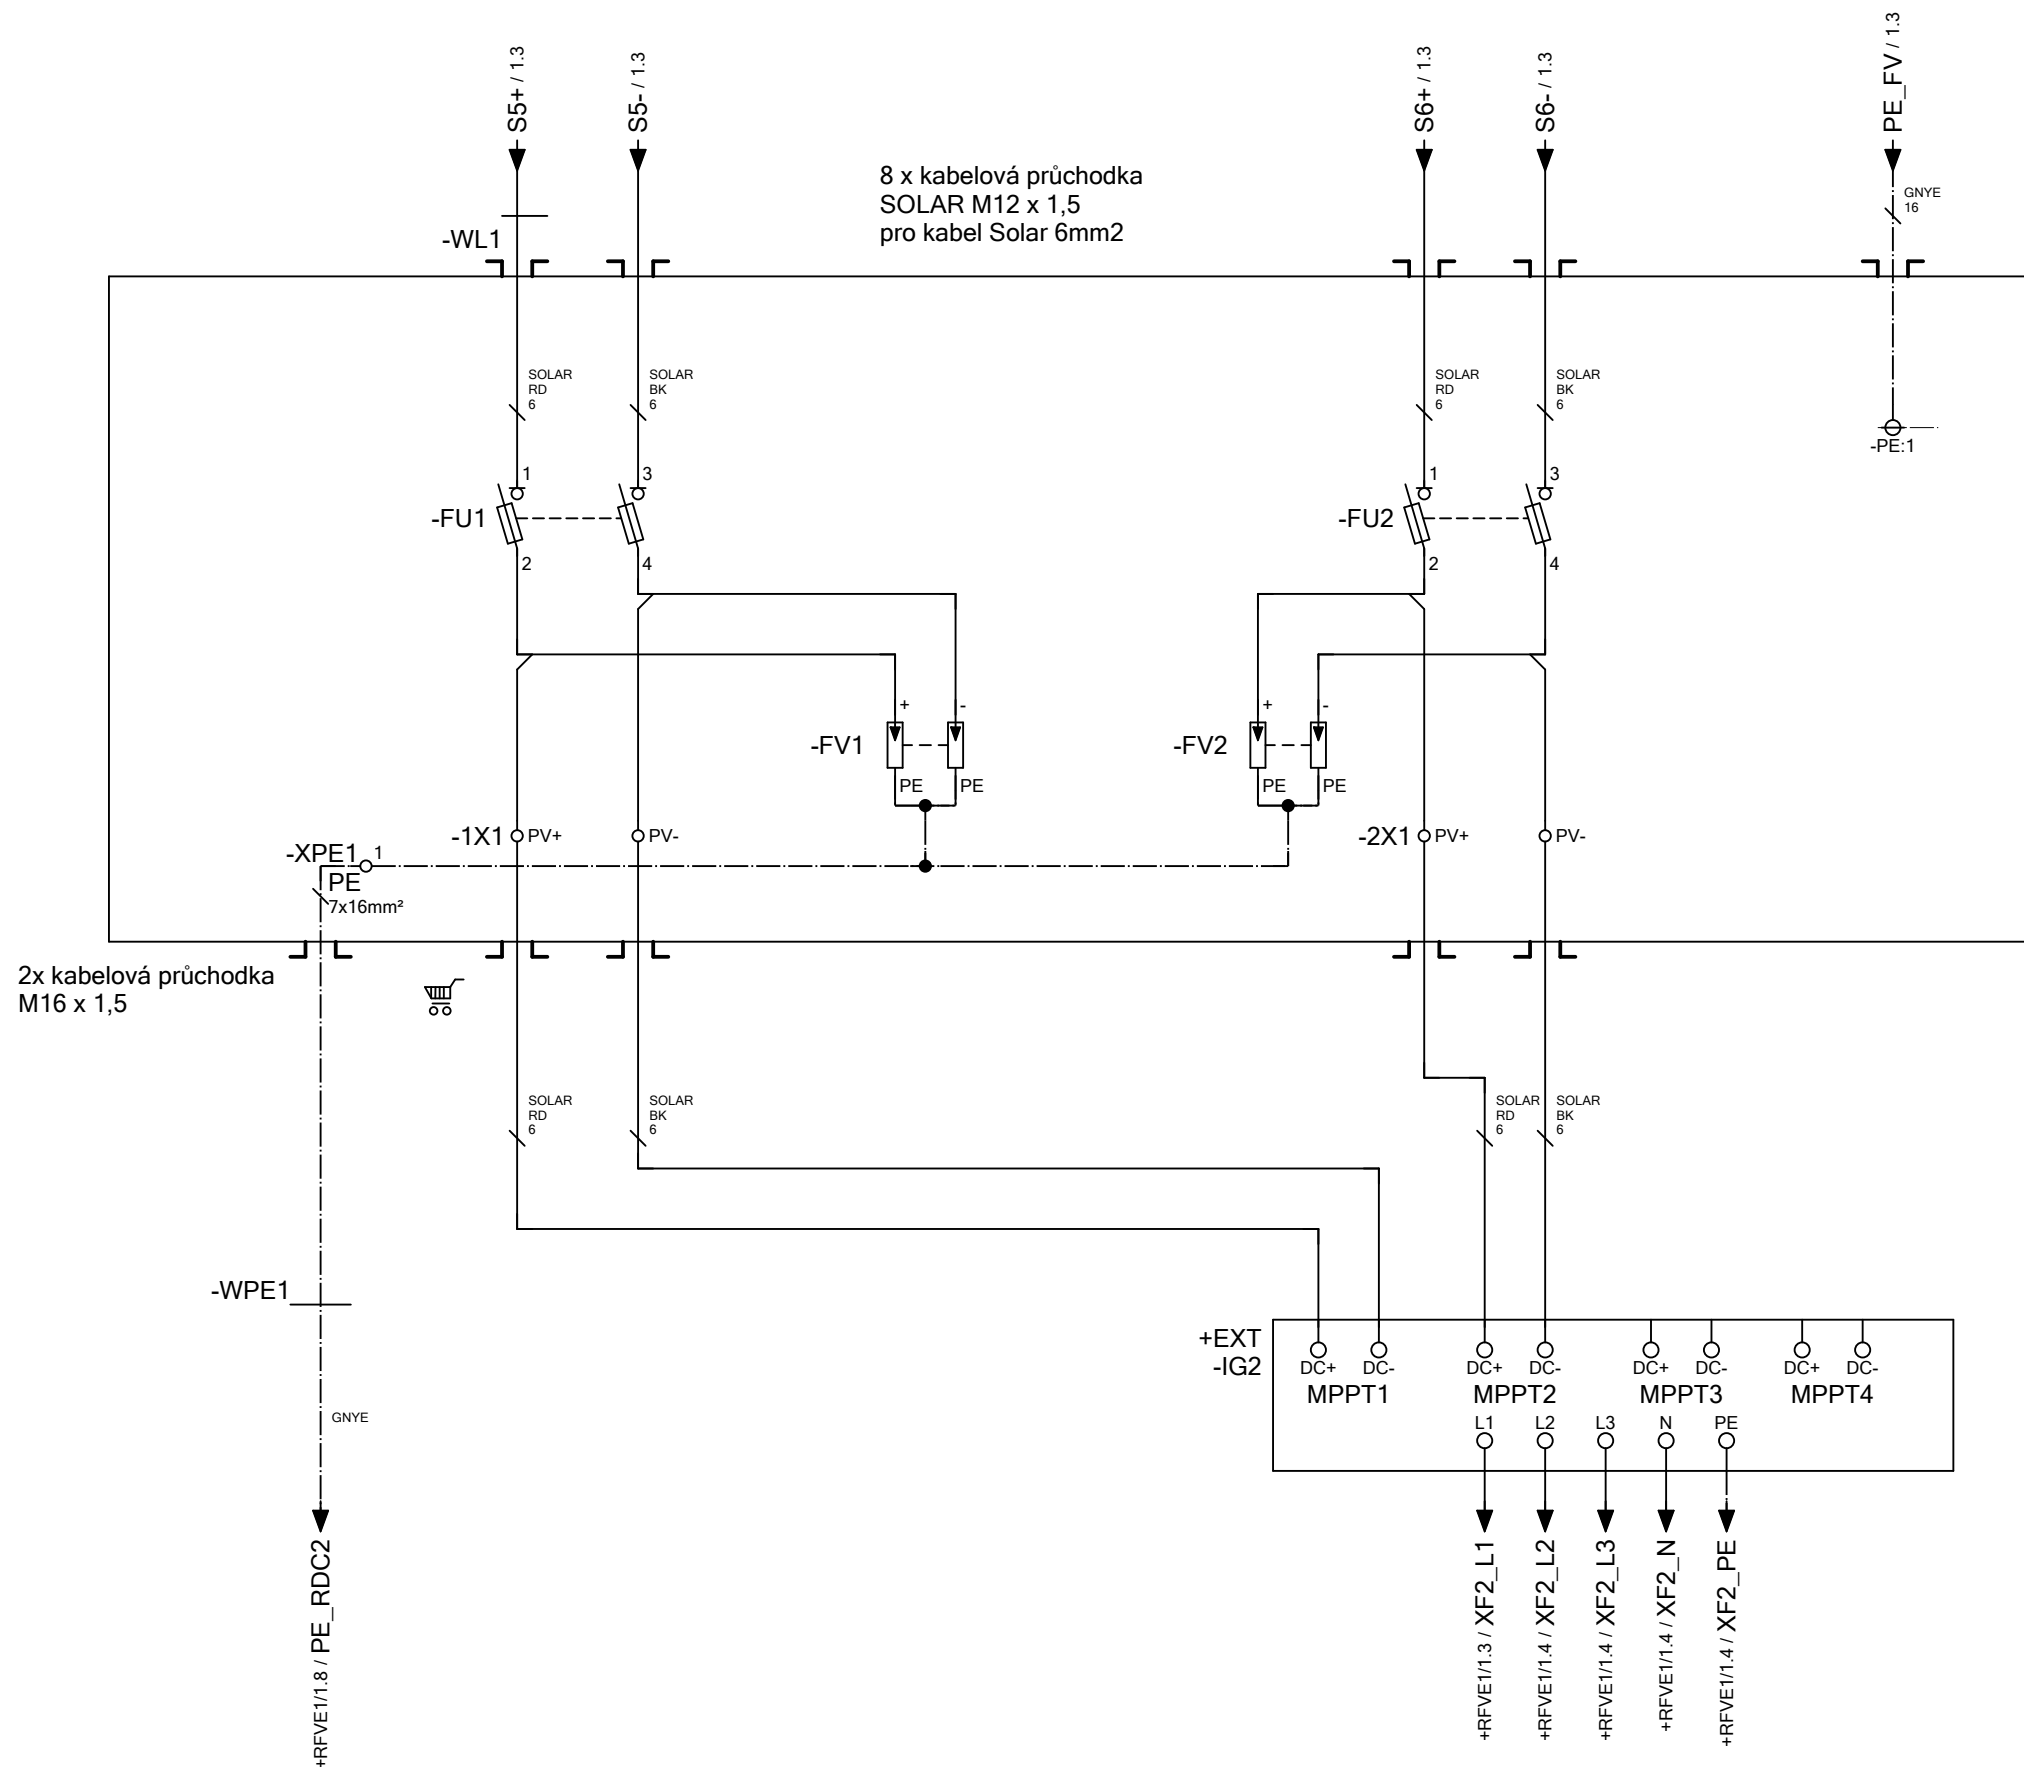 S5+ / 1.3
S5- / 1.3
S6+ / 1.3
S6- / 1.3
PE_FV / 1.3
8 x kabelová průchodka
SOLAR M12 x 1,5
pro kabel Solar 6mm2
GNYE
16
-WL1
SOLAR
RD
6
SOLAR
BK
6
SOLAR
RD
6
SOLAR
BK
6
-PE:1
1
3
-FU1
2
4
1
3
-FU2
2
4
+
-
-FV1
PE
PE
+
-
-FV2
PE
PE
-1X1
PV+
PV-
-2X1
PV+
PV-
-XPE1
1
PE
7x16mm²
2x kabelová průchodka
M16 x 1,5
SOLAR
RD
6
SOLAR
BK
6
SOLAR
RD
6
SOLAR
BK
6
-WPE1
GNYE
+EXT
-IG2
DC+
DC-
DC+
DC-
DC+
DC-
DC+
DC-
MPPT1
MPPT2
MPPT3
MPPT4
L1
L2
L3
N
PE
+RFVE1/1.8 / PE_RDC2
+RFVE1/1.3 / XF2_L1
+RFVE1/1.4 / XF2_L2
+RFVE1/1.4 / XF2_L3
+RFVE1/1.4 / XF2_N
+RFVE1/1.4 / XF2_PE